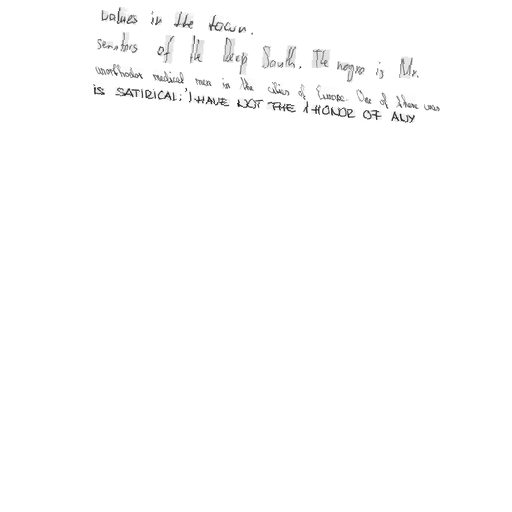 values in the town.
senators of the Deep South. The negro is Mr.
unorthodox medical men in the cities of Europe. One of these was
IS SATIRICAL: 'I HAVE NOT THE HONOR OF ANY